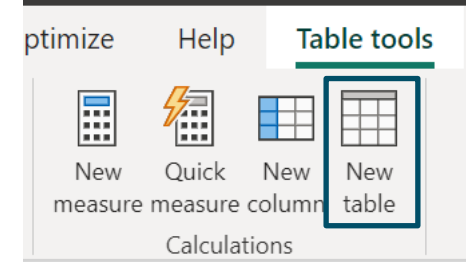 ptimize Help Table tools
New Quick New New
measure measure column table
Calculations